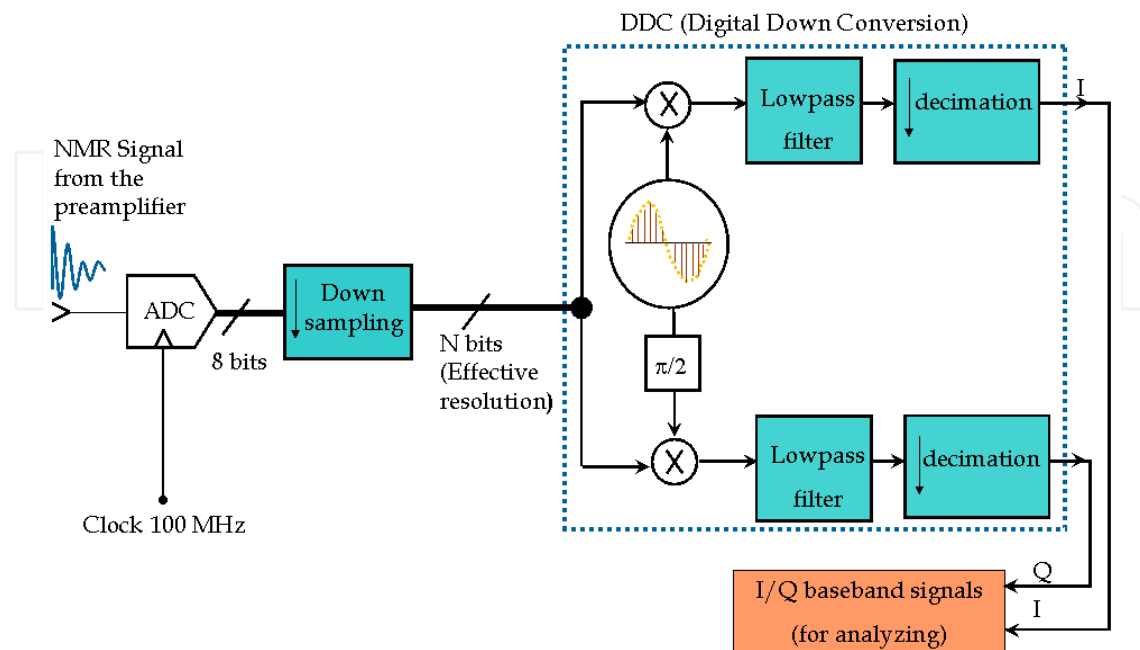 DDC (Digital Down Conversion)
NMR Signal
from the
preamplifier
ADC
8 bits
Clock 100 MHz
Down
sampling
N bits
(Effective
resolution)
X
Lowpass
filter
decimation
I
π/2
X
Lowpass
filter
decimation
Q
I
I/Q baseband signals
(for analyzing)